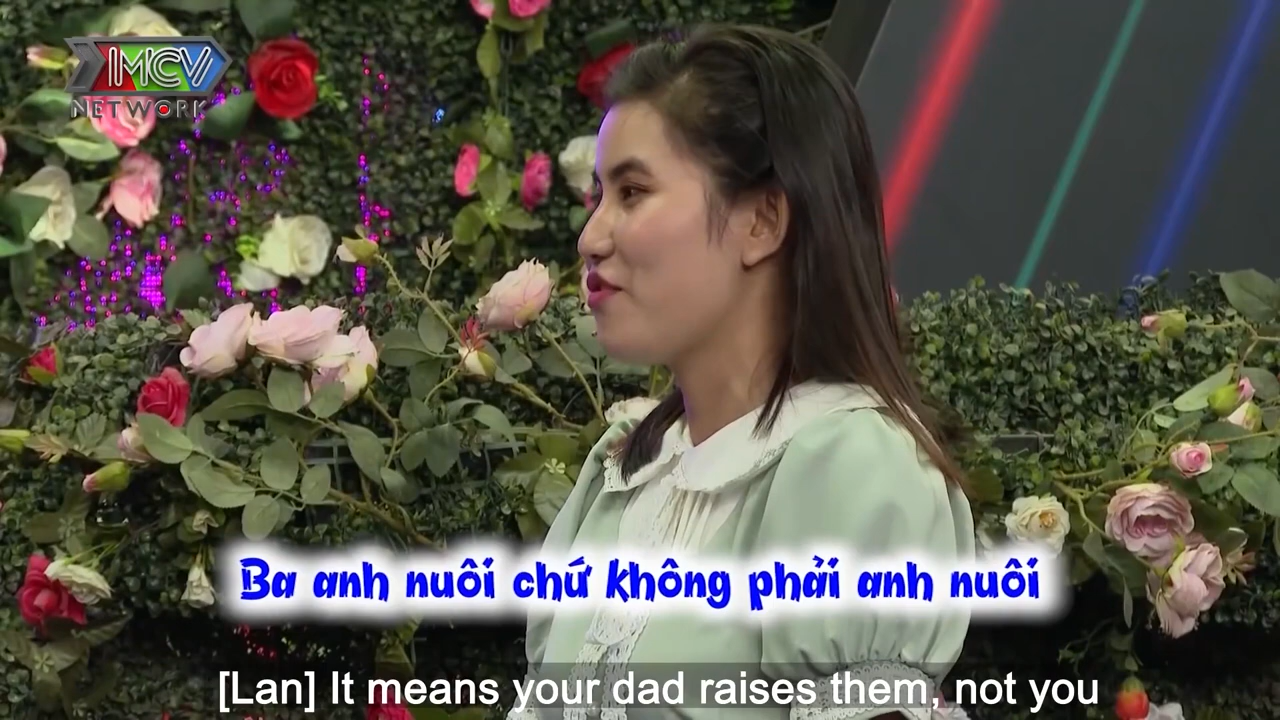 MCV
NETWORK
Ba anh nuôi chứ không phải anh nuôi
[Lan] It means your dad raises them, not you